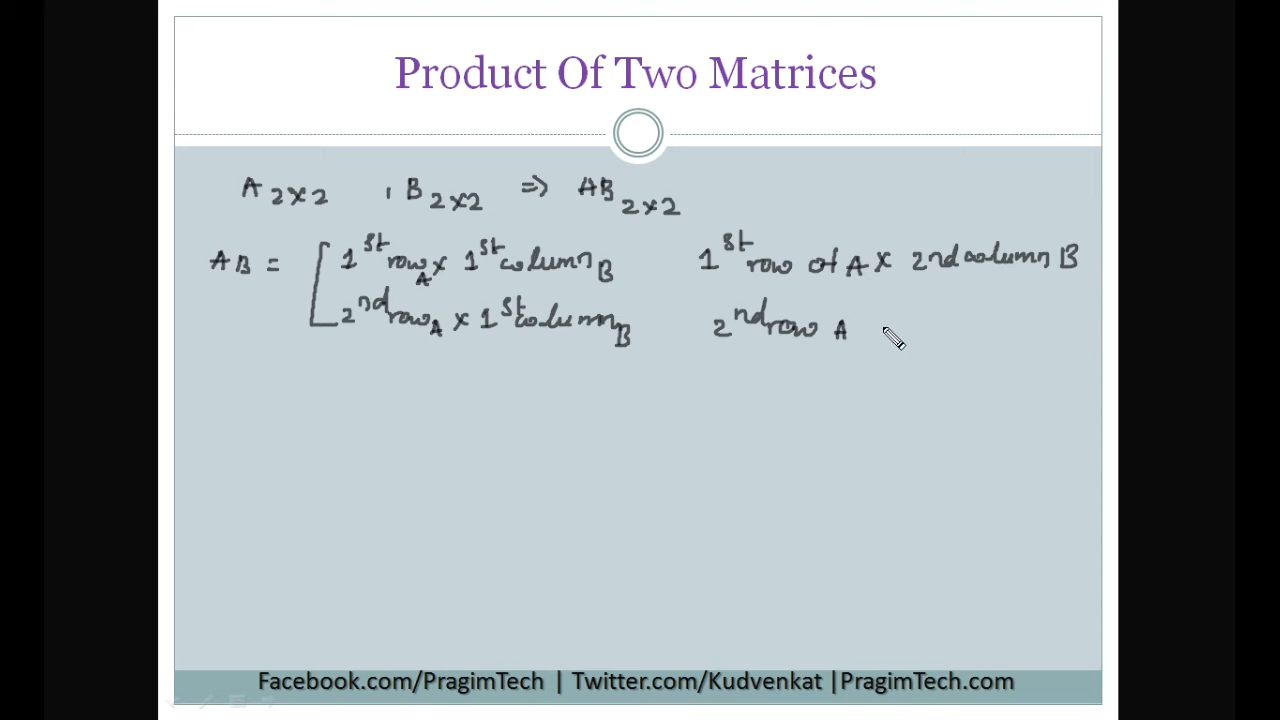 Product Of Two Matrices
A 2×2 , B 2×2 => AB 2×2
AB = [ 1st row A × 1st column B 1st row of A × 2nd column B
2nd row A × 1st column B 2nd row A
Facebook.com/PragimTech | Twitter.com/Kudvenkat |PragimTech.com